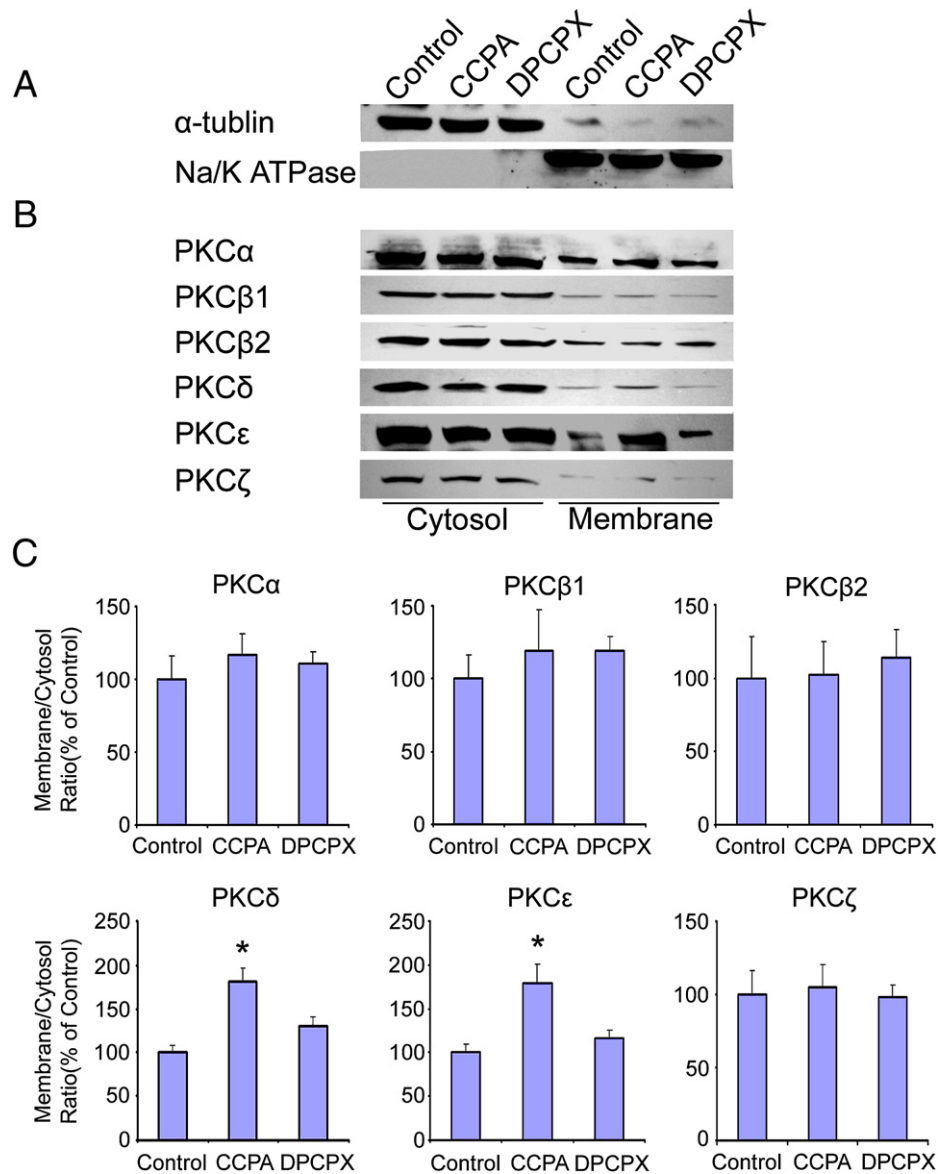 A
Control CCPA DPCPX Control CCPA DPCPX
α-tublin
Na/K ATPase
B
PKCα
PKCβ1
PKCβ2
PKCδ
PKCε
PKCζ
Cytosol Membrane
C
PKCα PKCβ1 PKCβ2
Membrane/Cytosol
Ratio(% of Control)
150 150 150
100 100 100
50 50 50
0 0 0
Control CCPA DPCPX Control CCPA DPCPX Control CCPA DPCPX
PKCδ PKCε PKCζ
Membrane/Cytosol
Ratio(% of Control)
250 250 150
200 200
* *
150 150 100
100 100
50 50 50
0 0 0
Control CCPA DPCPX Control CCPA DPCPX Control CCPA DPCPX